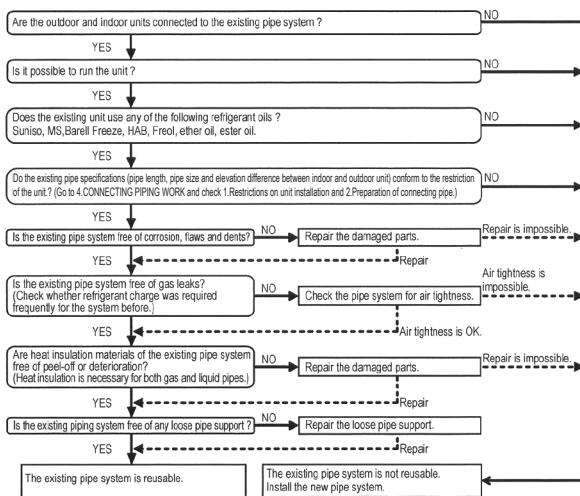 Are the outdoor and indoor units connected to the existing pipe system ?
NO
YES
Is it possible to run the unit ?
NO
YES
Does the existing unit use any of the following refrigerant oils ?
Suniso, MS,Barell Freeze, HAB, Freol, ether oil, ester oil.
NO
YES
Do the existing pipe specifications (pipe length, pipe size and elevation difference between indoor and outdoor unit) conform to the restriction
of the unit.? (Go to 4.CONNECTING PIPING WORK and check 1.Restrictions on unit installation and 2.Preparation of connecting pipe.)
NO
YES
Is the existing pipe system free of corrosion, flaws and dents?
NO
Repair the damaged parts.
Repair is impossible.
Repair
YES
Is the existing pipe system free of gas leaks?
(Check whether refrigerant charge was required
frequently for the system before.)
NO
Check the pipe system for air tightness.
Air tightness is
impossible.
Air tightness is OK.
YES
Are heat insulation materials of the existing pipe system
free of peel-off or deterioration?
(Heat insulation is necessary for both gas and liquid pipes.)
NO
Repair the damaged parts.
Repair is impossible.
Repair
YES
Is the existing piping system free of any loose pipe support ?
NO
Repair the loose pipe support.
Repair
YES
The existing pipe system is reusable.
The existing pipe system is not reusable.
Install the new pipe system.